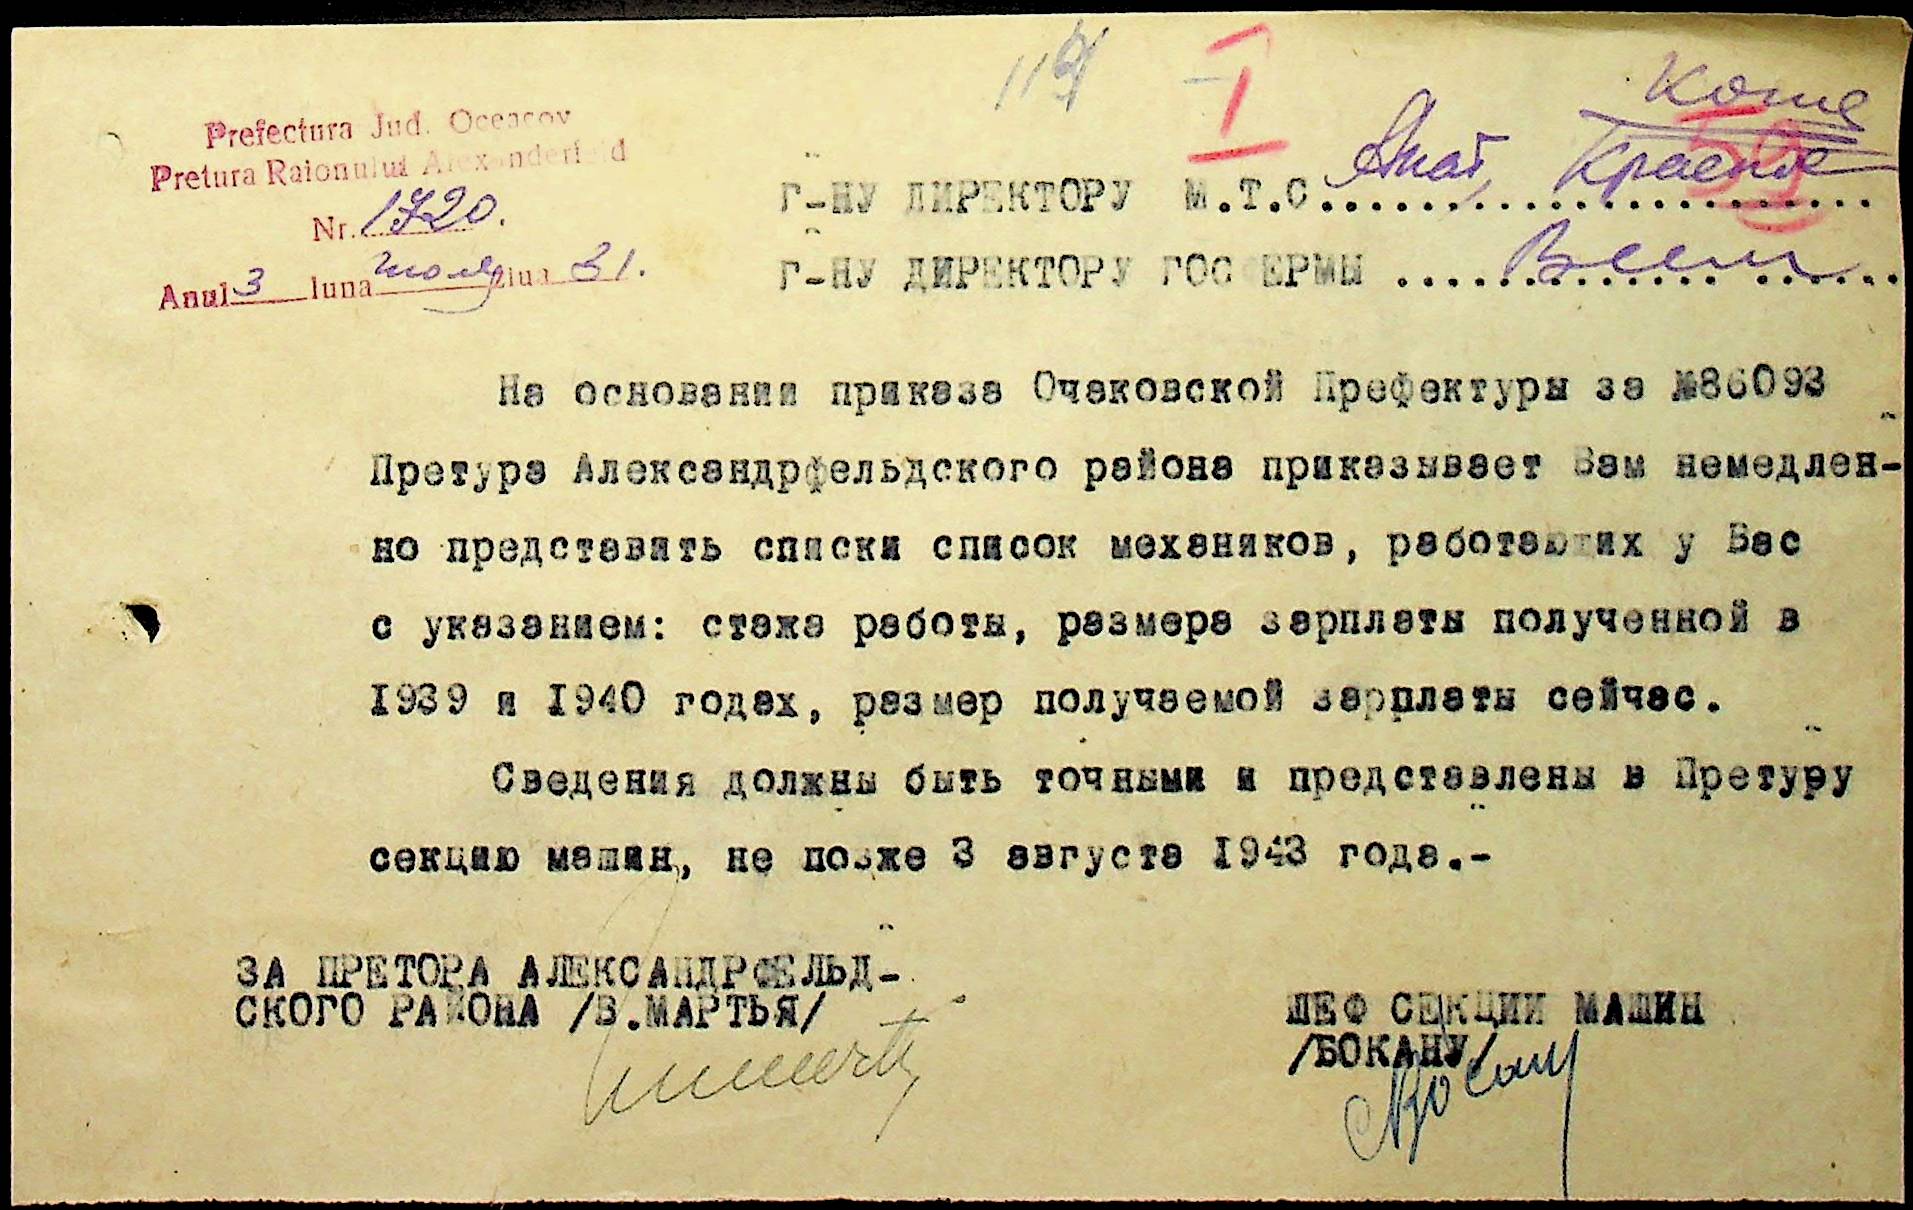 Prefectura Jud. Oceacov
Pretura Raionului Alexanderfeld
Nr. 1720.
Anul 3 luna июля ziua 31.
I
59
Г-НУ ДИРЕКТОРУ М.Т.С.
Г-НУ ДИРЕКТОРУ ГОСФЕРМЫ Всем
На основании приказа Очаковской Префектуры за №86093
Претура Александрфельдского района приказывает Вам немедлен-
но представить списки список механиков, работающих у Вас
с указанием: стажа работы, размера зарплаты полученной в
1939 и 1940 годах, размер получаемой зарплаты сейчас.
Сведения должны быть точными и представлены в Претуру
секцию машин, не позже 3 августа 1943 года.-
ЗА ПРЕТОРА АЛЕКСАНДРФЕЛЬД-
СКОГО РАЙОНА /В.МАРТЬЯ/
ШЕФ СЕКЦИИ МАШИН
/БОКАНУ/